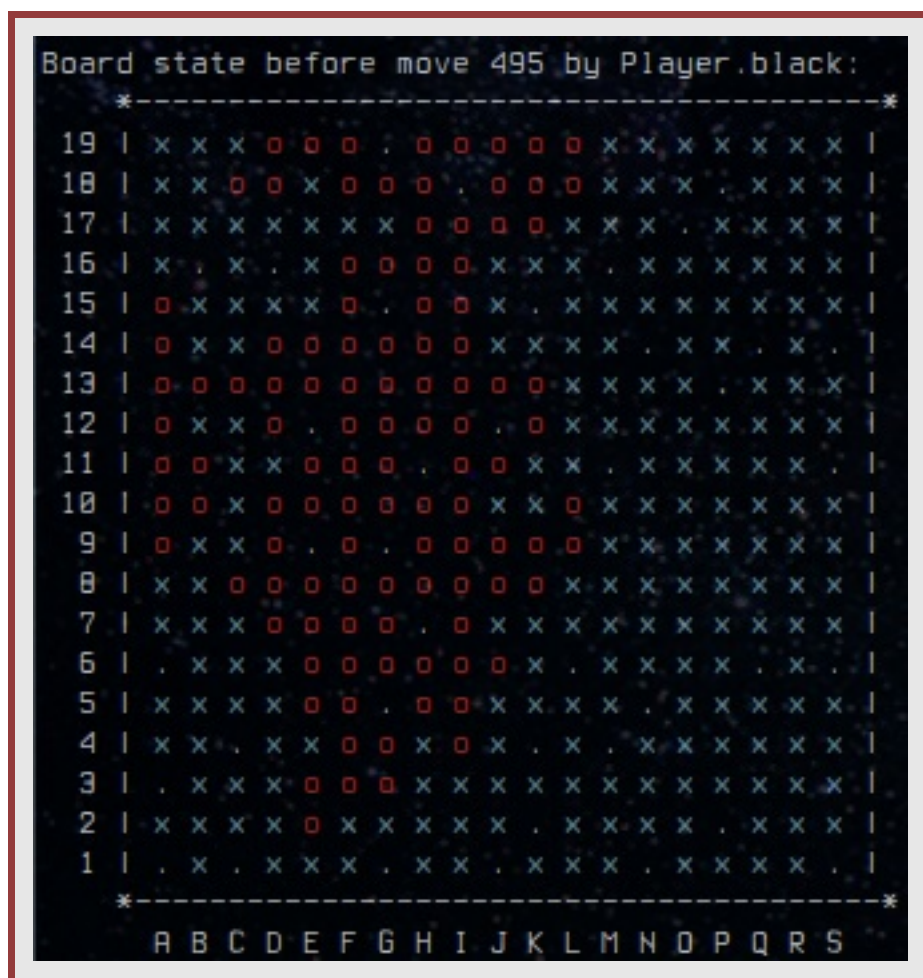 Board state before move 495 by Player.black:
*---------------------------------------*
19 | x x x o o o . o o o o o x x x x x x x |
18 | x x o o x o o o . o o o x x x . x x x |
17 | x x x x x x x o o o o x x x . x x x x |
16 | x . x . x o o o o x x x . x x x x x x |
15 | o x x x x o . o o x . x x x x x x x x |
14 | o x x o o o o o o x x x x . x x . x . |
13 | o o o o o o o o o o o x x x x . x x x |
12 | o x x o . o o o o . o x x x x x x x x |
11 | o o x x o o o . o o x x . x x x x x . |
10 | o o x o o o o o o x x o x x x x x x x |
9 | o x x o . o . o o o o o x x x x x x x |
8 | x x o o o o o o o o o x x x x x x x x |
7 | x x x o o o o . o x x x x x x x x x x |
6 | . x x x o o o o o o x . x x x x . x . |
5 | x x x x o o . o o x x x x . x x x x x |
4 | x x . x x o o x o x . x . x x x x x x |
3 | . x x x o o o x x x x x x x x x x x x |
2 | x x x x o x x x x x . x x x x . x x x |
1 | . x . x x x . x x . x x x . x x x x . |
*---------------------------------------*
A B C D E F G H I J K L M N O P Q R S